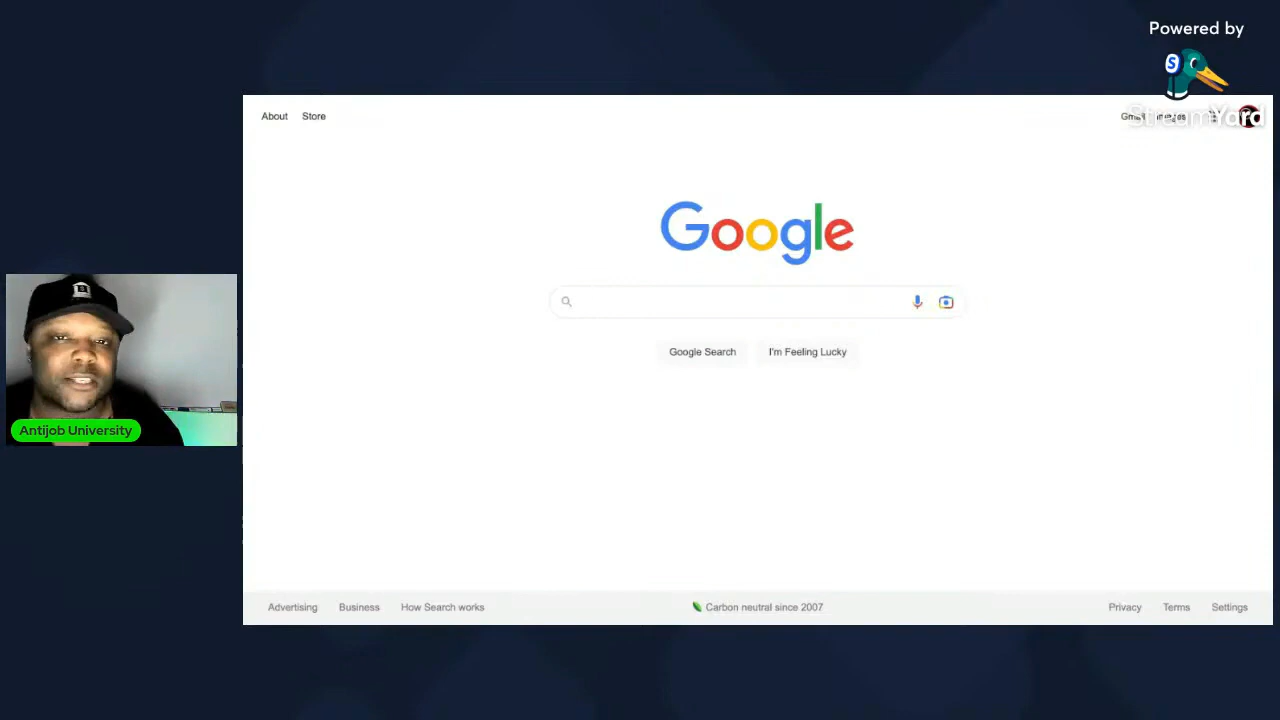 Powered by
StreamYard
About Store
Google
Google Search I'm Feeling Lucky
Antijob University
Advertising Business How Search works Carbon neutral since 2007 Privacy Terms Settings